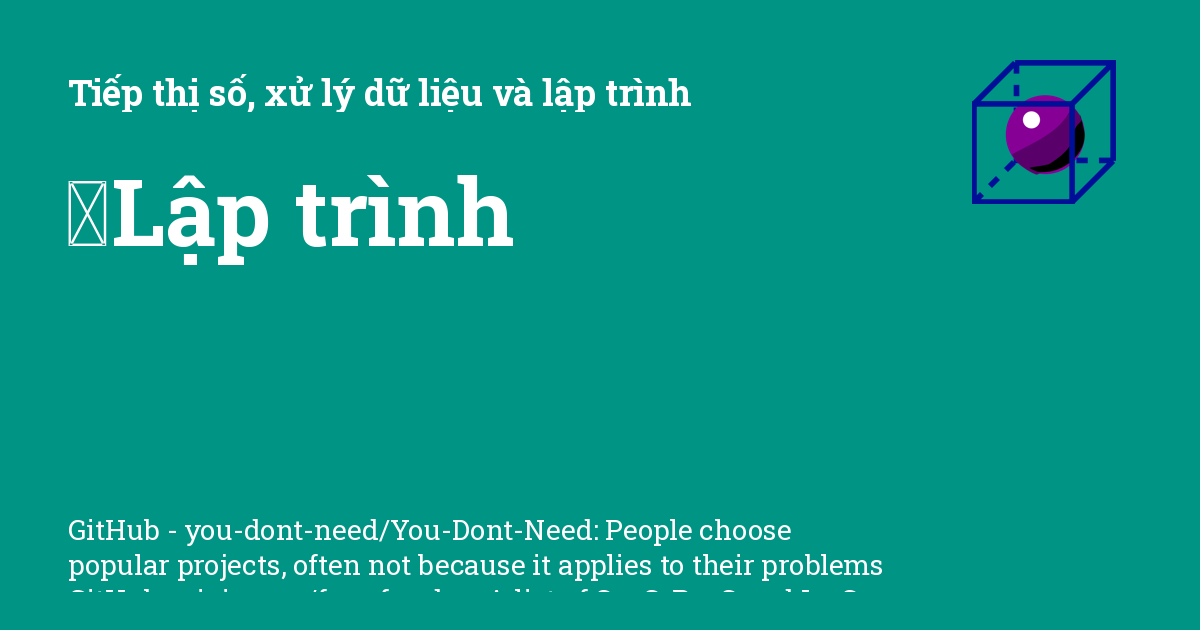 Tiếp thị số, xử lý dữ liệu và lập trình
Lập trình
GitHub - you-dont-need/You-Dont-Need: People choose
popular projects, often not because it applies to their problems